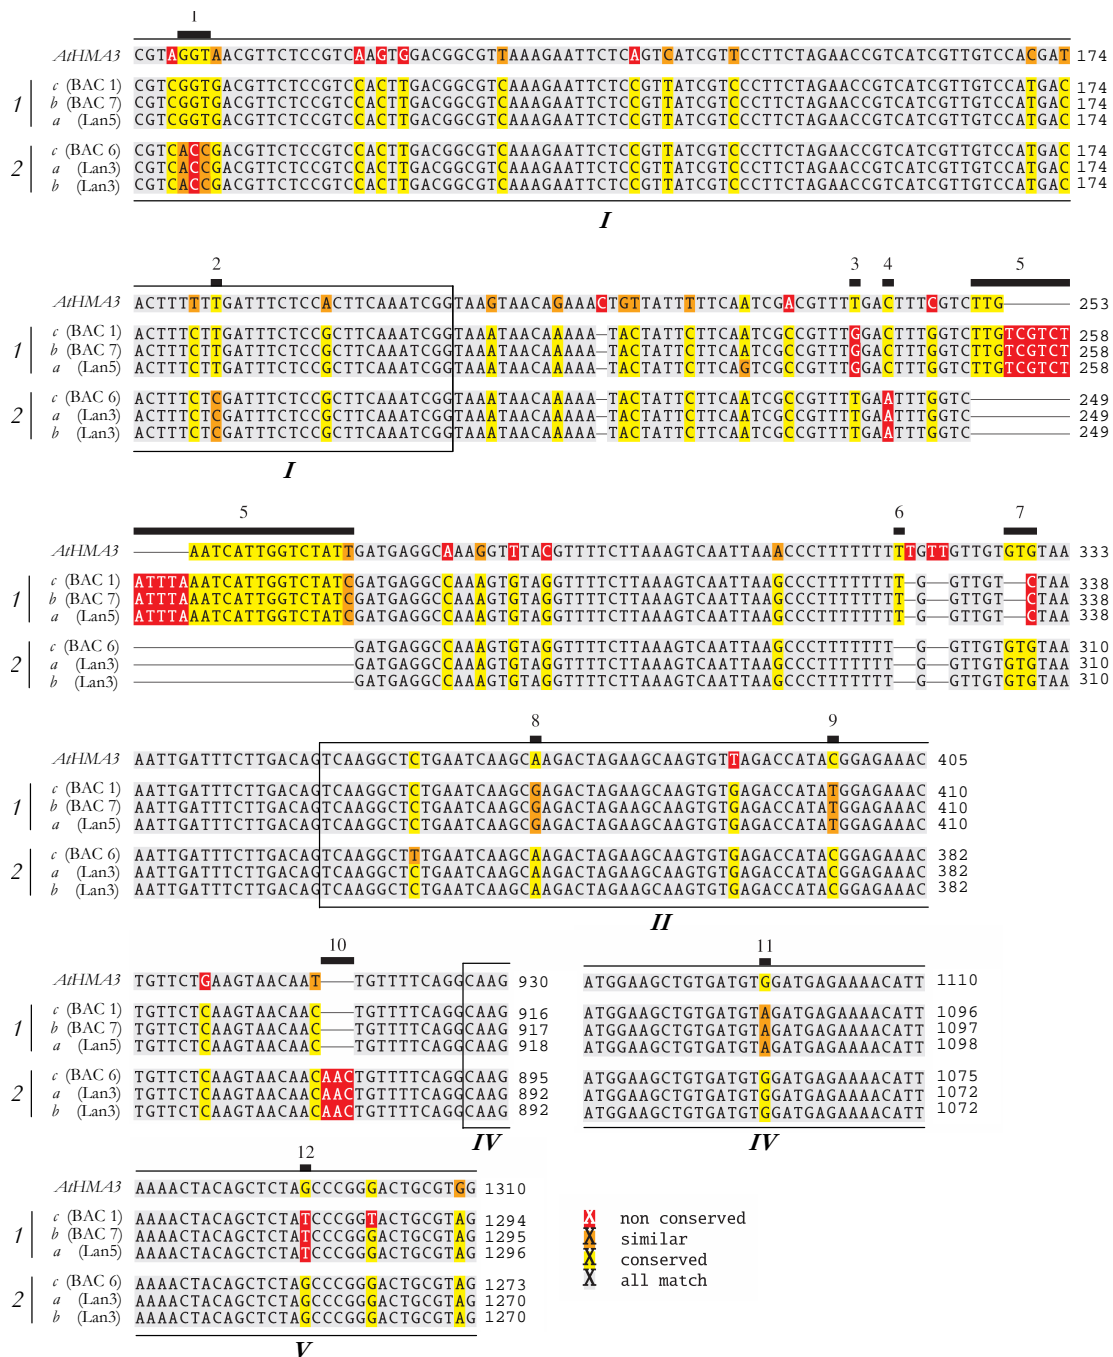 1
AtHMA3 CGTAGGTAACGTTCTCCGTCAAGTGGACGGCGTTAAAGAATTCTCAGTCATCGTTCCTTCTAGAACCGTCATCGTTGTCCACGAT 174
1
c (BAC 1) CGTCGGTGACGTTCTCCGTCCACTTGACGGCGTCAAAGAATTCTCCGTTATCGTCCCTTCTAGAACCGTCATCGTTGTCCATGAC 174
b (BAC 7) CGTCGGTGACGTTCTCCGTCCACTTGACGGCGTCAAAGAATTCTCCGTTATCGTCCCTTCTAGAACCGTCATCGTTGTCCATGAC 174
a (Lan5) CGTCGGTGACGTTCTCCGTCCACTTGACGGCGTCAAAGAATTCTCCGTTATCGTCCCTTCTAGAACCGTCATCGTTGTCCATGAC 174
2
c (BAC 6) CGTCACCGACGTTCTCCGTCCACTTGACGGCGTCAAAGAATTCTCCGTTATCGTCCCTTCTAGAACCGTCATCGTTGTCCATGAC 174
a (Lan3) CGTCACCGACGTTCTCCGTCCACTTGACGGCGTCAAAGAATTCTCCGTTATCGTCCCTTCTAGAACCGTCATCGTTGTCCATGAC 174
b (Lan3) CGTCACCGACGTTCTCCGTCCACTTGACGGCGTCAAAGAATTCTCCGTTATCGTCCCTTCTAGAACCGTCATCGTTGTCCATGAC 174
I
2 3 4 5
AtHMA3 ACTTTTTTGATTTCTCCACTTCAAATCGGTAAGTAACAGAAACTGTTATTTTTCAATCGACGTTTTGACTTTCGTCTTG—— 253
1
c (BAC 1) ACTTTCTTGATTTCTCCGCTTCAAATCGGTAAATAACAAAAA–TACTATTCTTCAATCGCCGTTTGGACTTTGGTCTTGTCGTCT 258
b (BAC 7) ACTTTCTTGATTTCTCCGCTTCAAATCGGTAAATAACAAAAA–TACTATTCTTCAATCGCCGTTTGGACTTTGGTCTTGTCGTCT 258
a (Lan5) ACTTTCTTGATTTCTCCGCTTCAAATCGGTAAATAACAAAAA–TACTATTCTTCAGTCGCCGTTTGGACTTTGGTCTTGTCGTCT 258
2
c (BAC 6) ACTTTCTCGATTTCTCCGCTTCAAATCGGTAAATAACAAAAA–TACTATTCTTCAATCGCCGTTTTGAATTTGGTC—— 249
a (Lan3) ACTTTCTCGATTTCTCCGCTTCAAATCGGTAAATAACAAAAA–TACTATTCTTCAATCGCCGTTTTGAATTTGGTC—— 249
b (Lan3) ACTTTCTCGATTTCTCCGCTTCAAATCGGTAAATAACAAAAA–TACTATTCTTCAATCGCCGTTTTGAATTTGGTC—— 249
I
5 6 7
AtHMA3 ——AATCATTGGTCTATTGATGAGGCAAAGGTTTACGTTTTCTTAAAGTCAATTAAACCCTTTTTTTTTGTTGTTGTGTGTAA 333
1
c (BAC 1) ATTTAAATCATTGGTCTATCGATGAGGCCAAAGTGTAGGTTTTCTTAAAGTCAATTAAGCCCTTTTTTTT–G–GTTGT––CTAA 338
b (BAC 7) ATTTAAATCATTGGTCTATCGATGAGGCCAAAGTGTAGGTTTTCTTAAAGTCAATTAAGCCCTTTTTTTT–G–GTTGT––CTAA 338
a (Lan5) ATTTAAATCATTGGTCTATCGATGAGGCCAAAGTGTAGGTTTTCTTAAAGTCAATTAAGCCCTTTTTTTT–G–GTTGT––CTAA 338
2
c (BAC 6) ——GATGAGGCCAAAGTGTAGGTTTTCTTAAAGTCAATTAAGCCCTTTTTTT–G–GTTGTGTGTAA 310
a (Lan3) ——GATGAGGCCAAAGTGTAGGTTTTCTTAAAGTCAATTAAGCCCTTTTTTT–G–GTTGTGTGTAA 310
b (Lan3) ——GATGAGGCCAAAGTGTAGGTTTTCTTAAAGTCAATTAAGCCCTTTTTTT–G–GTTGTGTGTAA 310
8 9
AtHMA3 AATTGATTTCTTGACAGTCAAGGCTCTGAATCAAGCAAGACTAGAAGCAAGTGTTAGACCATACGGAGAAAC 405
1
c (BAC 1) AATTGATTTCTTGACAGTCAAGGCTCTGAATCAAGCGAGACTAGAAGCAAGTGTGAGACCATATGGAGAAAC 410
b (BAC 7) AATTGATTTCTTGACAGTCAAGGCTCTGAATCAAGCGAGACTAGAAGCAAGTGTGAGACCATATGGAGAAAC 410
a (Lan5) AATTGATTTCTTGACAGTCAAGGCTCTGAATCAAGCGAGACTAGAAGCAAGTGTGAGACCATATGGAGAAAC 410
2
c (BAC 6) AATTGATTTCTTGACAGTCAAGGCTTTGAATCAAGCAAGACTAGAAGCAAGTGTGAGACCATACGGAGAAAC 382
a (Lan3) AATTGATTTCTTGACAGTCAAGGCTCTGAATCAAGCAAGACTAGAAGCAAGTGTGAGACCATACGGAGAAAC 382
b (Lan3) AATTGATTTCTTGACAGTCAAGGCTCTGAATCAAGCAAGACTAGAAGCAAGTGTGAGACCATACGGAGAAAC 382
II
10 11
AtHMA3 TGTTCTGAAGTAACAAT———TGTTTTCAGGCAAG 930 ATGGAAGCTGTGATGTGGATGAGAAAACATT 1110
1
c (BAC 1) TGTTCTCAAGTAACAAC———TGTTTTCAGGCAAG 916 ATGGAAGCTGTGATGTAGATGAGAAAACATT 1096
b (BAC 7) TGTTCTCAAGTAACAAC———TGTTTTCAGGCAAG 917 ATGGAAGCTGTGATGTAGATGAGAAAACATT 1097
a (Lan5) TGTTCTCAAGTAACAAC———TGTTTTCAGGCAAG 918 ATGGAAGCTGTGATGTAGATGAGAAAACATT 1098
2
c (BAC 6) TGTTCTCAAGTAACAACAACTGTTTTCAGGCAAG 895 ATGGAAGCTGTGATGTGGATGAGAAAACATT 1075
a (Lan3) TGTTCTCAAGTAACAACAACTGTTTTCAGGCAAG 892 ATGGAAGCTGTGATGTGGATGAGAAAACATT 1072
b (Lan3) TGTTCTCAAGTAACAACAACTGTTTTCAGGCAAG 892 ATGGAAGCTGTGATGTGGATGAGAAAACATT 1072
IV IV
12
AtHMA3 AAAACTACAGCTCTAGCCCGGGACTGCGTGG 1310
1
c (BAC 1) AAAACTACAGCTCTATCCCGGTACTGCGTAG 1294
b (BAC 7) AAAACTACAGCTCTATCCCGGGACTGCGTAG 1295
a (Lan5) AAAACTACAGCTCTATCCCGGGACTGCGTAG 1296
2
c (BAC 6) AAAACTACAGCTCTAGCCCGGGACTGCGTAG 1273
a (Lan3) AAAACTACAGCTCTAGCCCGGGACTGCGTAG 1270
b (Lan3) AAAACTACAGCTCTAGCCCGGGACTGCGTAG 1270
V
X non conserved
X similar
X conserved
X all match